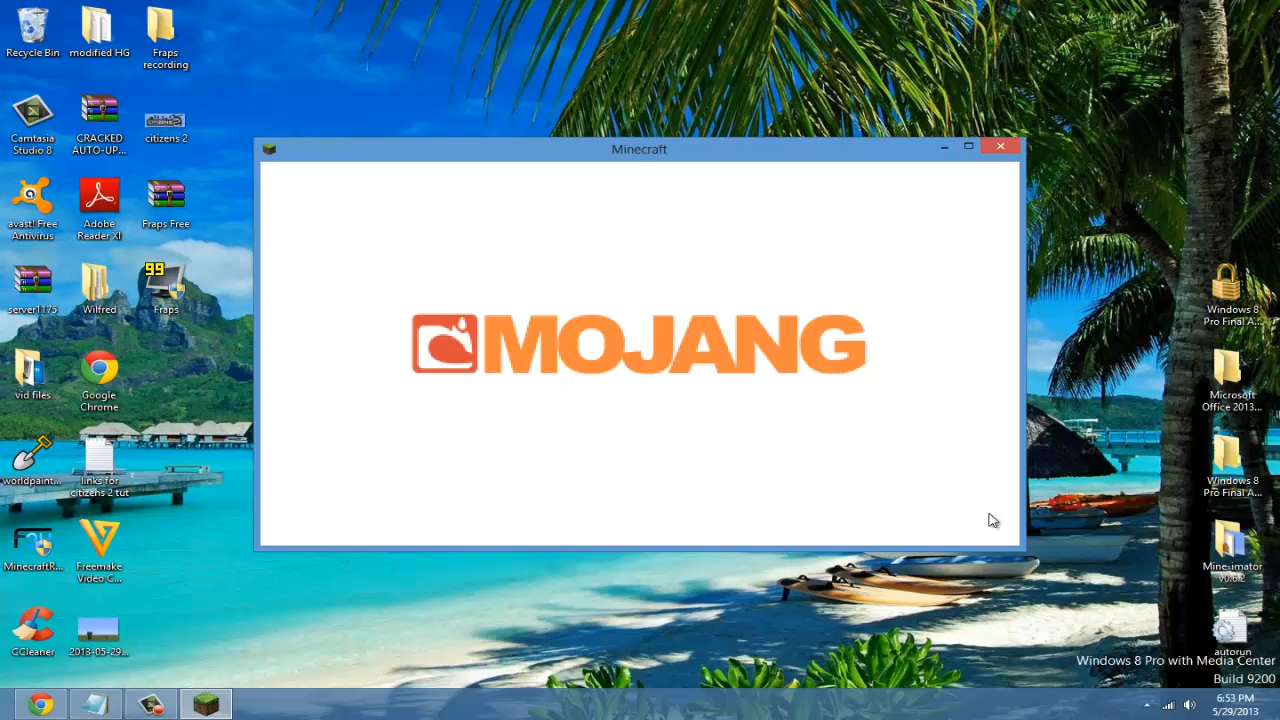 Recycle Bin
modified HG
Fraps
recording
Camtasia
Studio 8
CRACKED
AUTO-UP...
citizens 2
avast! Free
Antivirus
Adobe
Reader XI
Fraps Free
server1175
Wilfred
99
Fraps
vid files
Google
Chrome
worldpaint...
links for
citizens 2 tut
MinecraftR...
Freemake
Video C...
CCleaner
2013-05-29...
Minecraft
MOJANG
Windows 8
Pro Final A...
Microsoft
Office 2013...
Windows 8
Pro Final A...
Mine-imator
v0.6.2
autorun
Windows 8 Pro with Media Center
Build 9200
6:53 PM
5/29/2013